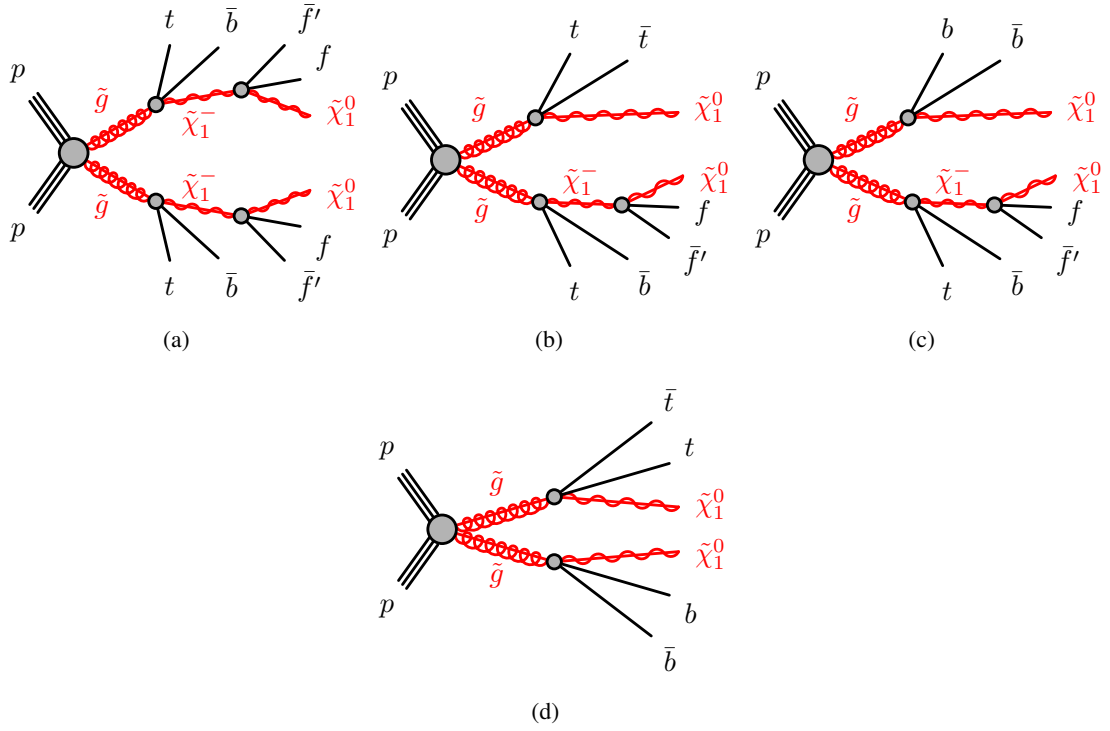 t b̄ f̄′
f
p
g̃
χ̃₁⁻ χ̃₁⁰
χ̃₁⁻ χ̃₁⁰
g̃
p
f
t b̄ f̄′
(a)
t t̄
p
g̃ χ̃₁⁰
χ̃₁⁻ χ̃₁⁰
g̃
p f
b̄ f̄′
t
(b)
b b̄
p
g̃ χ̃₁⁰
χ̃₁⁻ χ̃₁⁰
g̃
p f
f̄′
t b̄
(c)
t̄
p t
g̃
χ̃₁⁰
χ̃₁⁰
g̃
p b
b̄
(d)